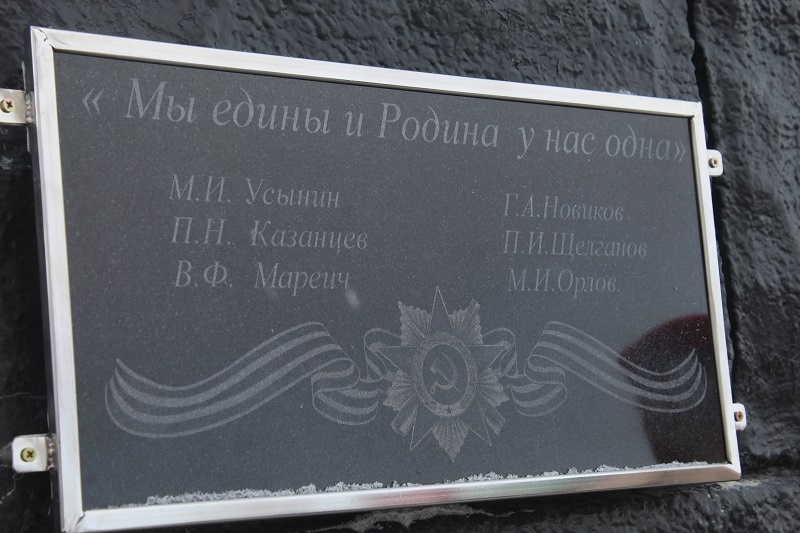 « Мы едины и Родина у нас одна»
М.И. Усынин
П.Н. Казанцев
В.Ф. Мареич
Г.А.Новиков.
П.И.Щелганов
М.И.Орлов.